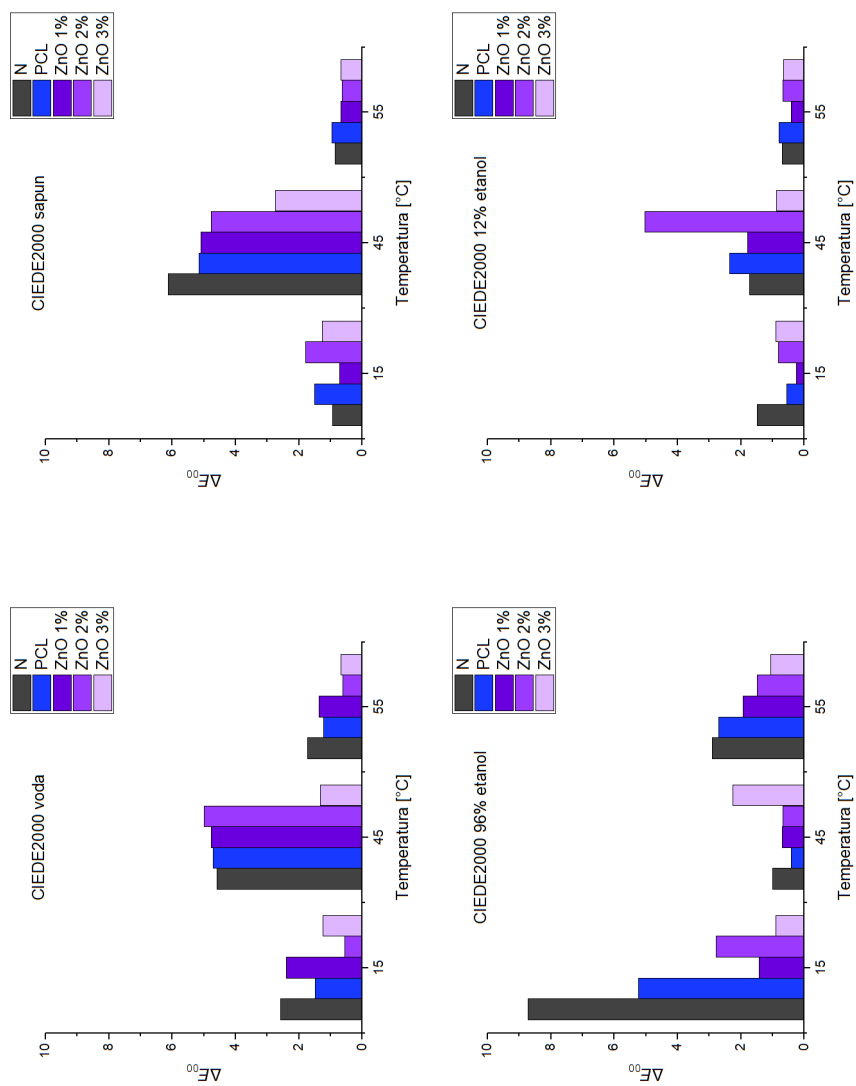 CIEDE2000 voda
N
PCL
ZnO 1%
ZnO 2%
ZnO 3%
10
8
6
4
2
0
ΔE₀₀
15
45
55
Temperatura [°C]
CIEDE2000 sapun
N
PCL
ZnO 1%
ZnO 2%
ZnO 3%
10
8
6
4
2
0
ΔE₀₀
15
45
55
Temperatura [°C]
CIEDE2000 96% etanol
N
PCL
ZnO 1%
ZnO 2%
ZnO 3%
10
8
6
4
2
0
ΔE₀₀
15
45
55
Temperatura [°C]
CIEDE2000 12% etanol
N
PCL
ZnO 1%
ZnO 2%
ZnO 3%
10
8
6
4
2
0
ΔE₀₀
15
45
55
Temperatura [°C]